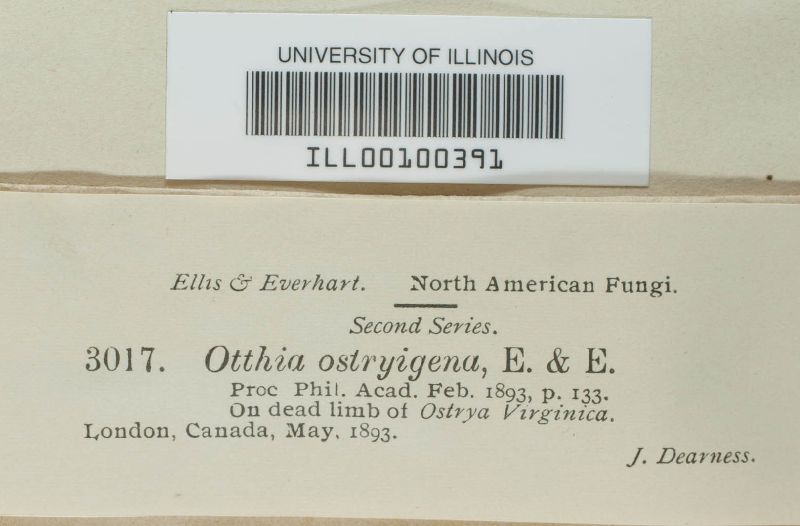 UNIVERSITY OF ILLINOIS
ILL00100391
Ellis & Everhart. North American Fungi.
Second Series.
3017. Otthia ostryigena, E. & E.
Proc Phil. Acad. Feb. 1893, p. 133.
On dead limb of Ostrya Virginica.
London, Canada, May, 1893.
J. Dearness.